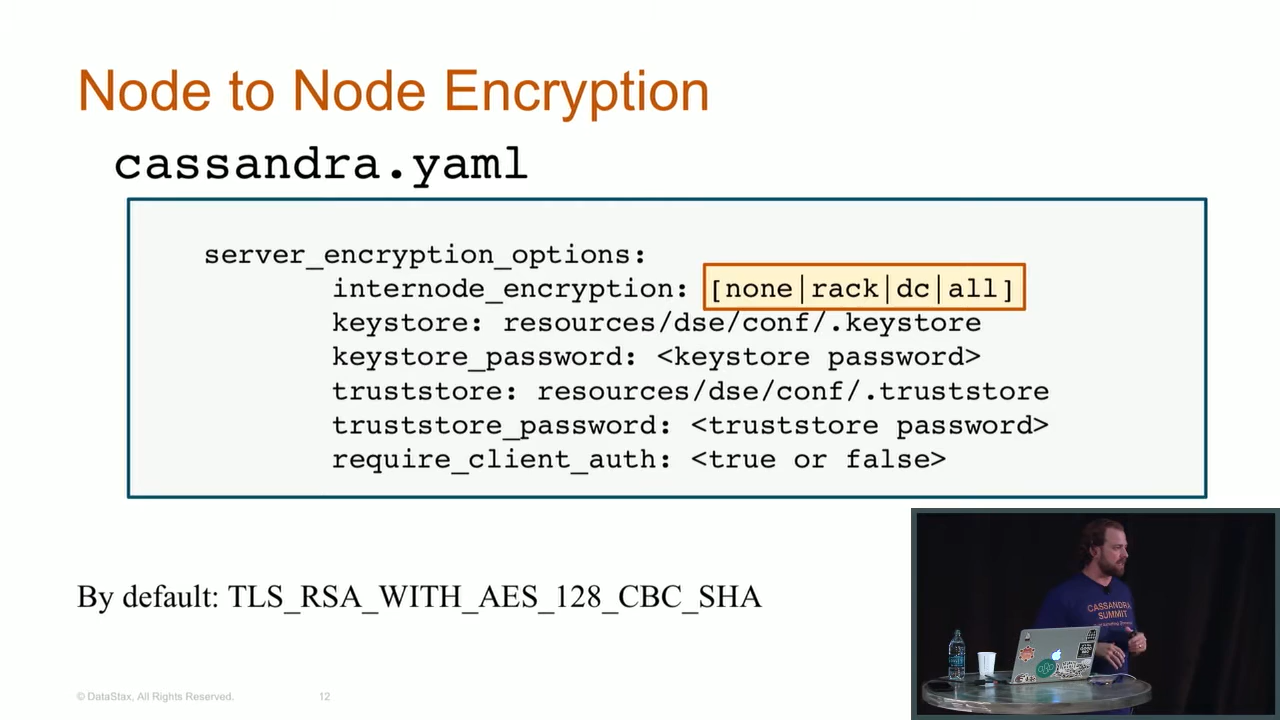 Node to Node Encryption
cassandra.yaml
server_encryption_options:
internode_encryption: [none|rack|dc|all]
keystore: resources/dse/conf/.keystore
keystore_password: <keystore password>
truststore: resources/dse/conf/.truststore
truststore_password: <truststore password>
require_client_auth: <true or false>
By default: TLS_RSA_WITH_AES_128_CBC_SHA
CASSANDRA
SUMMIT
© DataStax, All Rights Reserved.
12